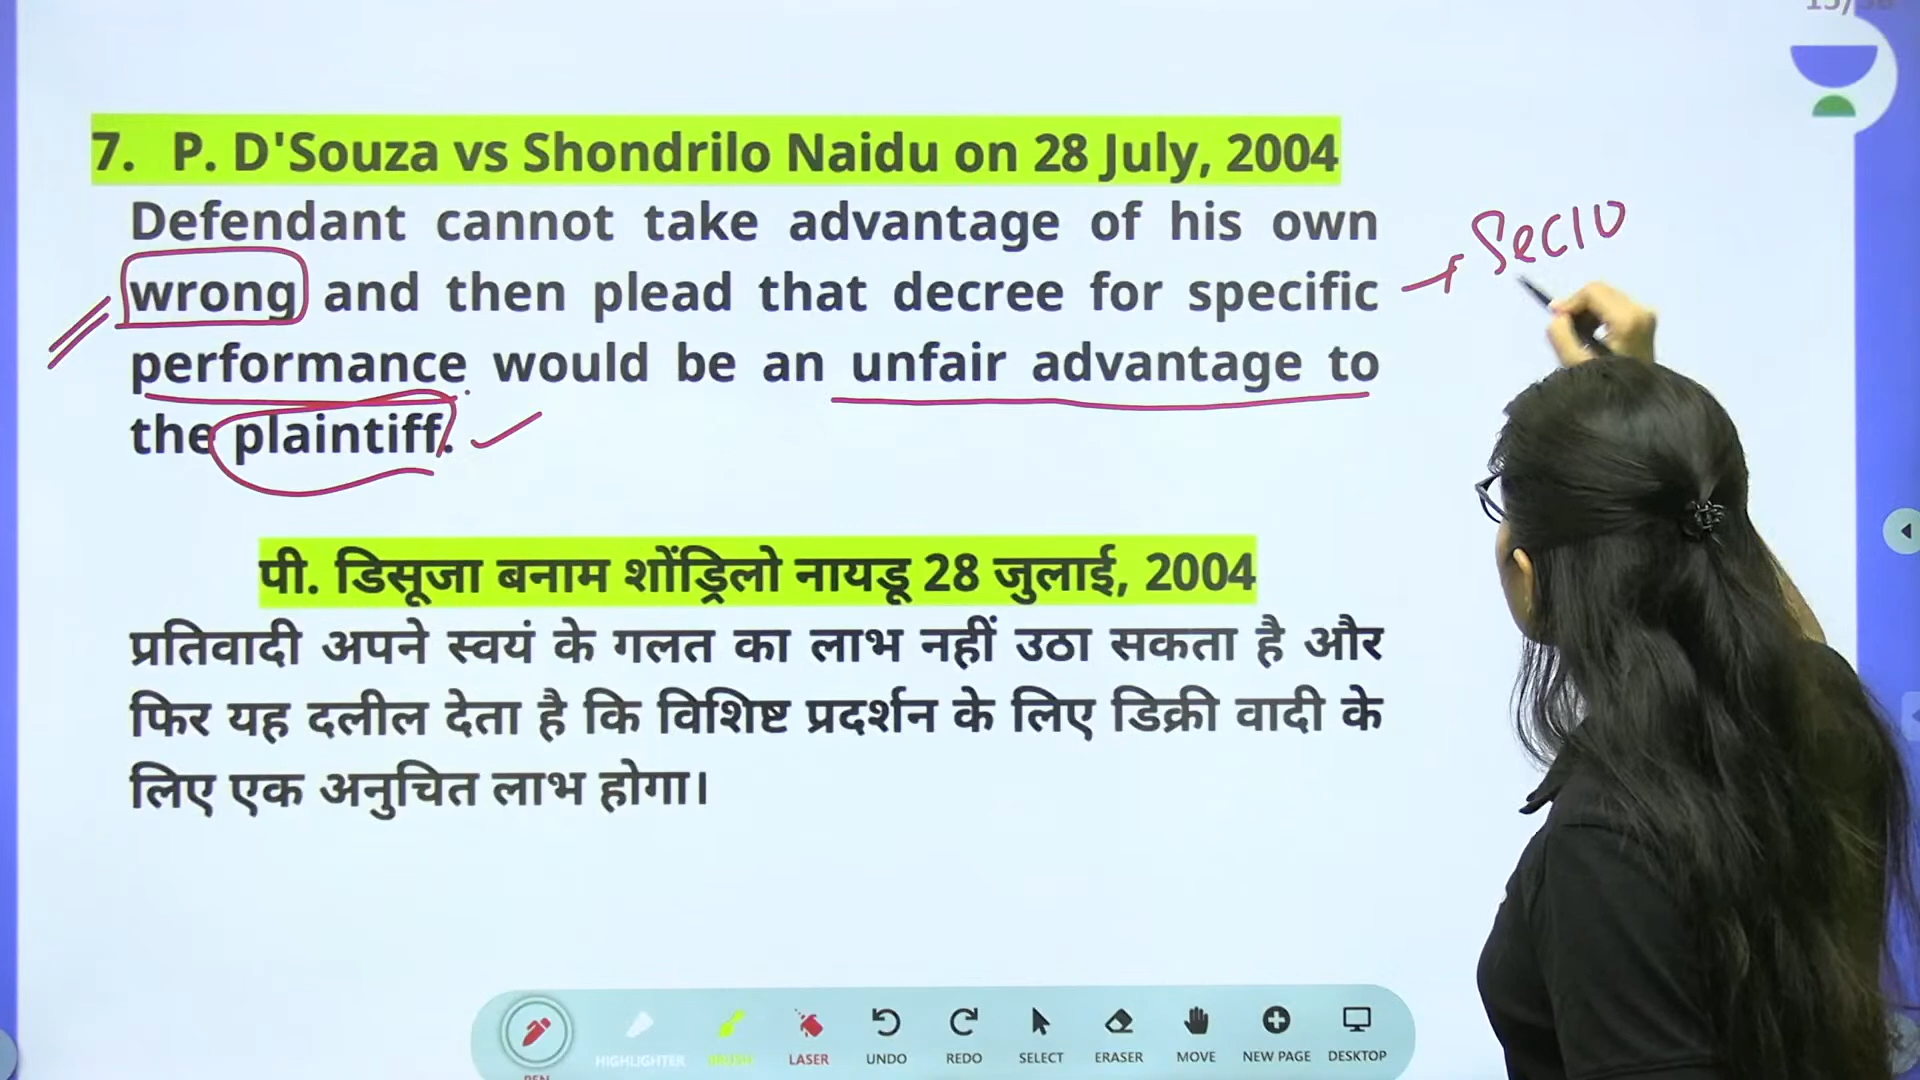 7. P. D'Souza vs Shondrilo Naidu on 28 July, 2004
Defendant cannot take advantage of his own
wrong and then plead that decree for specific
performance would be an unfair advantage to
the plaintiff.
Sec10
पी. डिसूजा बनाम शोंड्रिलो नायडू 28 जुलाई, 2004
प्रतिवादी अपने स्वयं के गलत का लाभ नहीं उठा सकता है और
फिर यह दलील देता है कि विशिष्ट प्रदर्शन के लिए डिक्री वादी के
लिए एक अनुचित लाभ होगा।
PEN HIGHLIGHTER BRUSH LASER UNDO REDO SELECT ERASER MOVE NEW PAGE DESKTOP